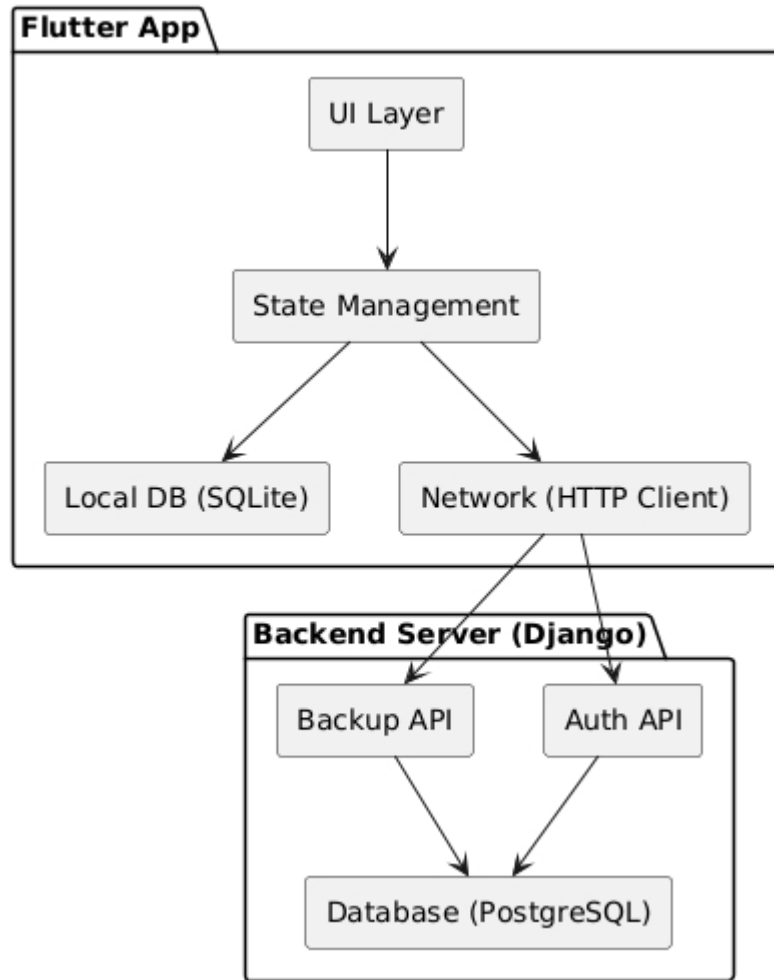 Flutter App
UI Layer
State Management
Local DB (SQLite)
Network (HTTP Client)
Backend Server (Django)
Backup API
Auth API
Database (PostgreSQL)